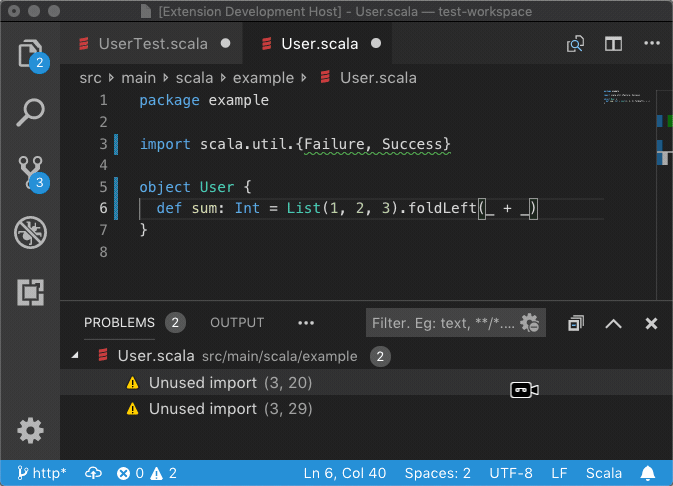 [Extension Development Host] - User.scala — test-workspace
UserTest.scala
User.scala
src main scala example User.scala
2
3
1 package example
2
3 import scala.util.{Failure, Success}
4
5 object User {
6 def sum: Int = List(1, 2, 3).foldLeft(_ + _)
7 }
8
PROBLEMS 2 OUTPUT ••• Filter. Eg: text, **/*....
User.scala src/main/scala/example 2
Unused import (3, 20)
Unused import (3, 29)
http* 0 2 Ln 6, Col 40 Spaces: 2 UTF-8 LF Scala